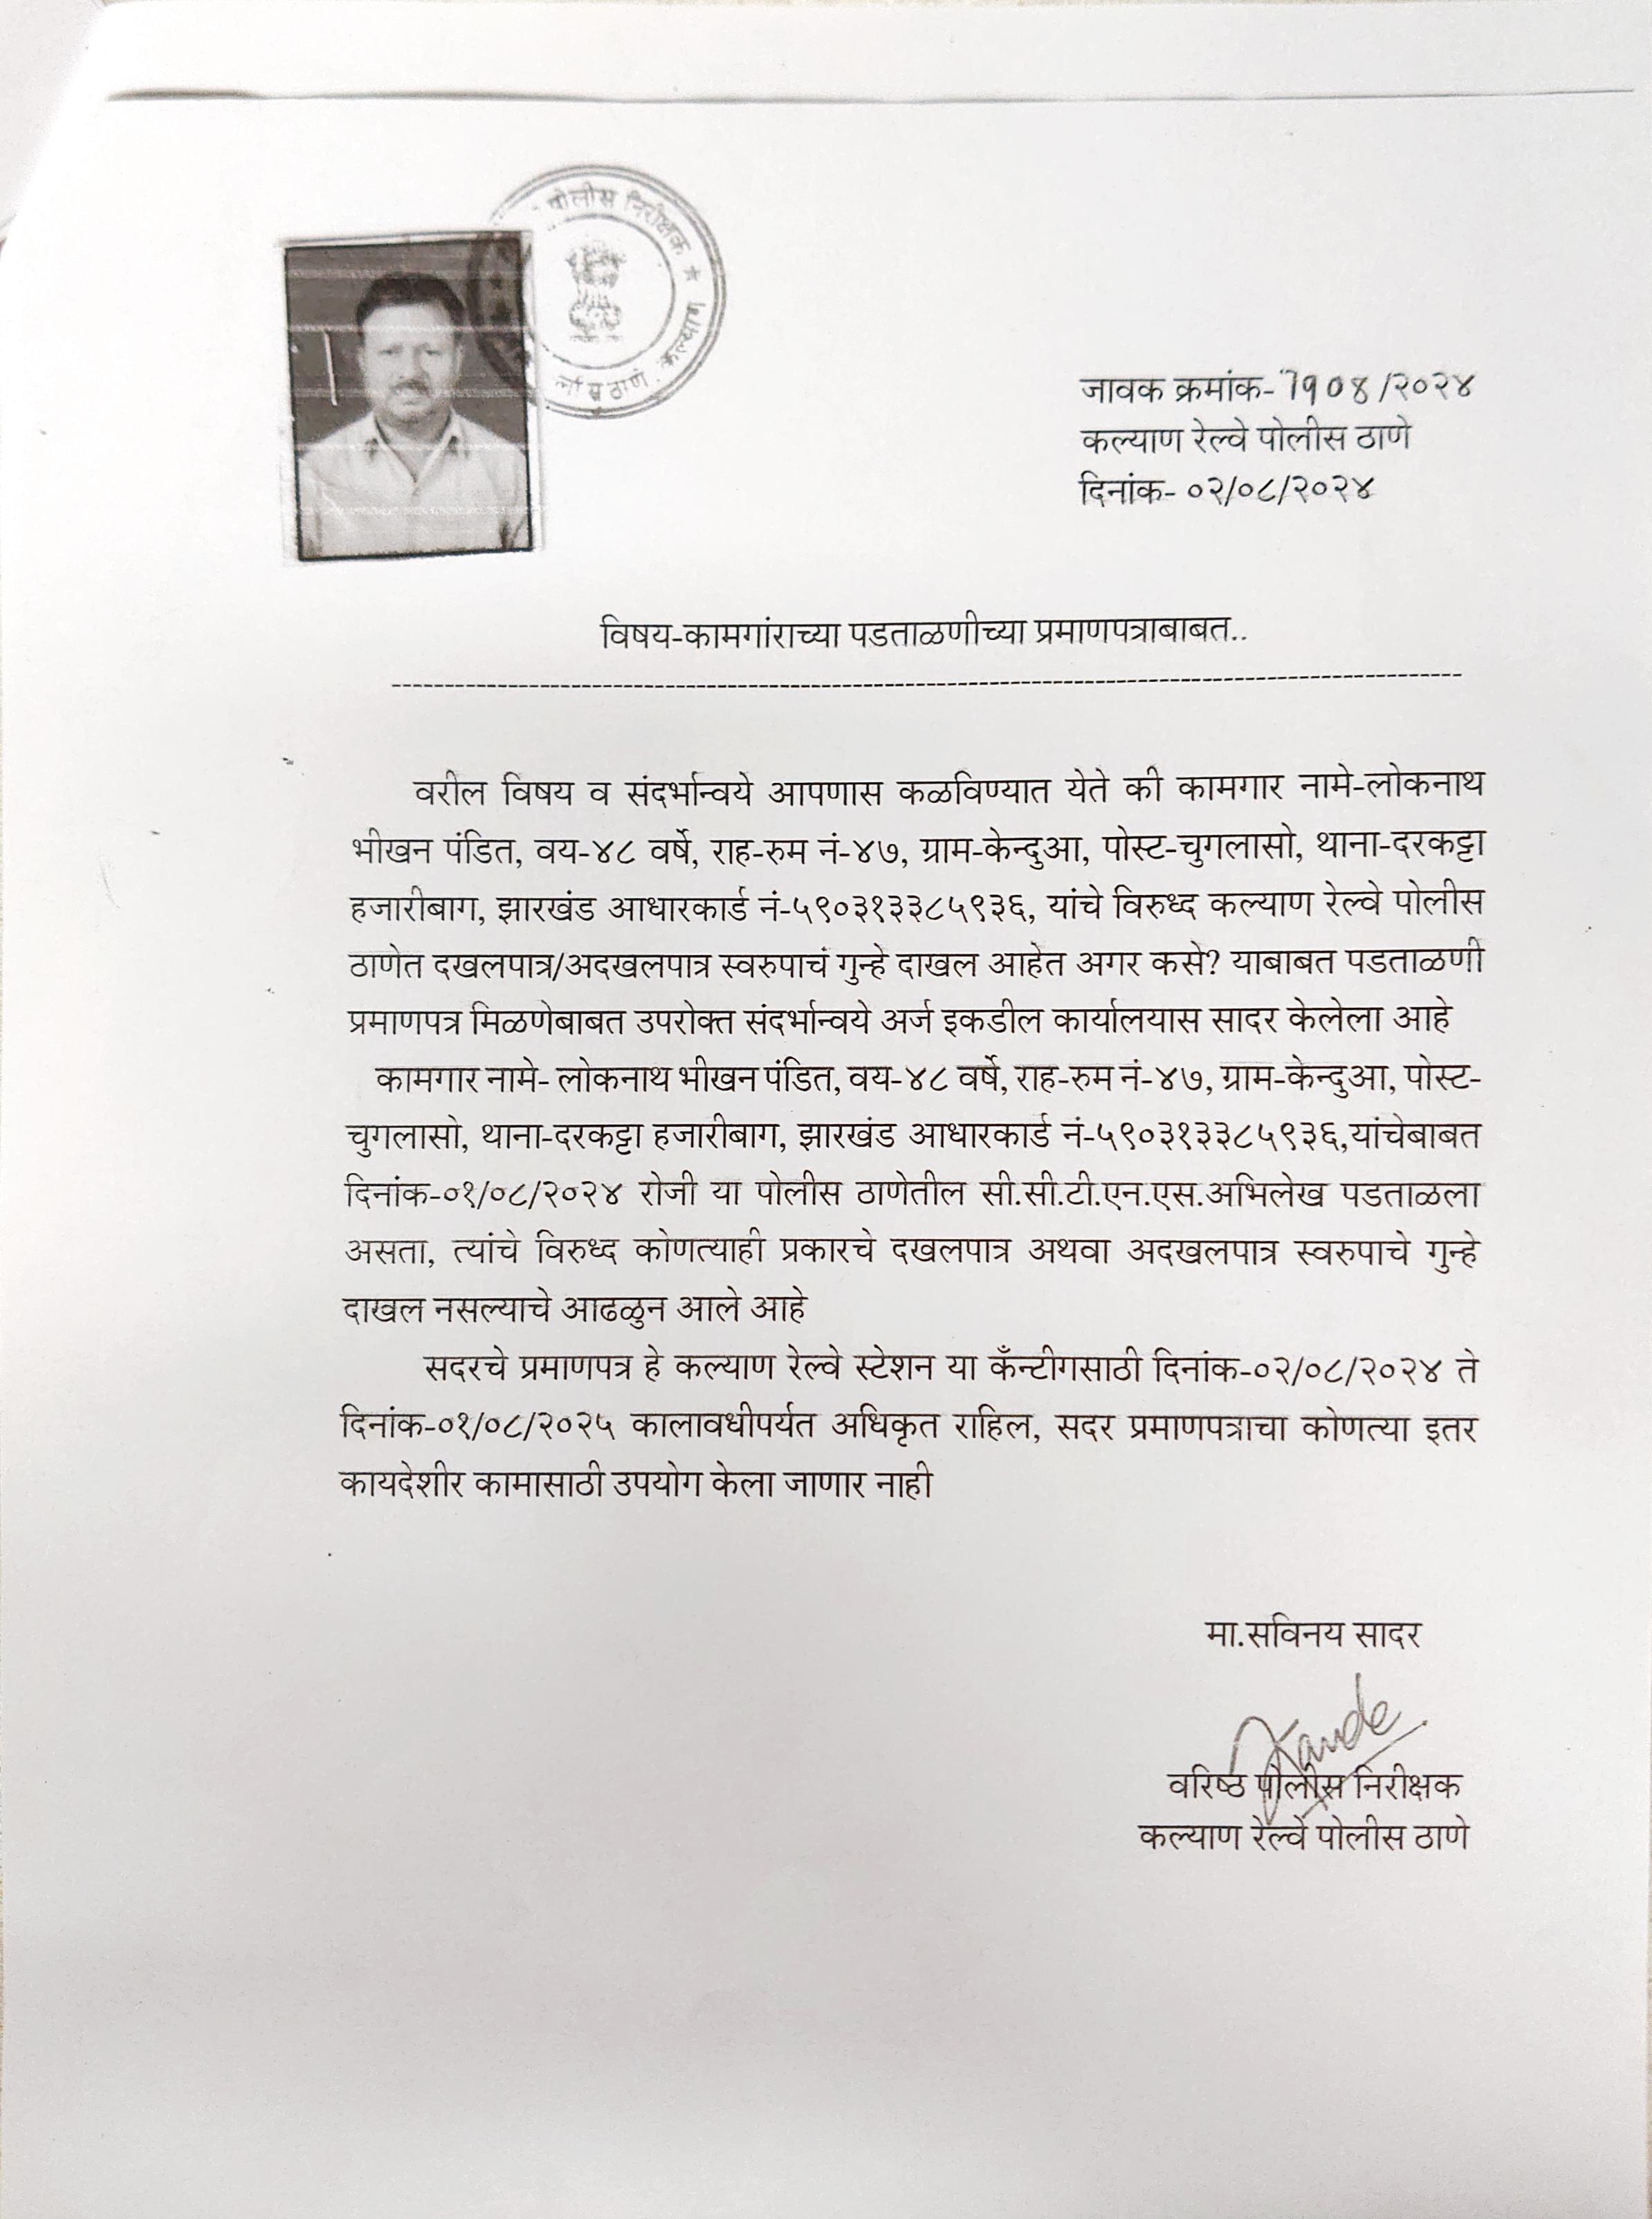 पोलीस निरीक्षक
कल्याण
ठाणे
जावक क्रमांक- 7908/२०२४
कल्याण रेल्वे पोलीस ठाणे
दिनांक- ०२/०८/२०२४
विषय-कामगांराच्या पडताळणीच्या प्रमाणपत्राबाबत..
वरील विषय व संदर्भान्वये आपणास कळविण्यात येते की कामगार नामे-लोकनाथ
भीखन पंडित, वय-४८ वर्षे, राह-रुम नं-४७, ग्राम-केन्दुआ, पोस्ट-चुगलासो, थाना-दरकट्टा
हजारीबाग, झारखंड आधारकार्ड नं-५९०३१३३८५९३६, यांचे विरुध्द कल्याण रेल्वे पोलीस
ठाणेत दखलपात्र/अदखलपात्र स्वरुपाचं गुन्हे दाखल आहेत अगर कसे? याबाबत पडताळणी
प्रमाणपत्र मिळणेबाबत उपरोक्त संदर्भान्वये अर्ज इकडील कार्यालयास सादर केलेला आहे
कामगार नामे- लोकनाथ भीखन पंडित, वय-४८ वर्षे, राह-रुम नं-४७, ग्राम-केन्दुआ, पोस्ट-
चुगलासो, थाना-दरकट्टा हजारीबाग, झारखंड आधारकार्ड नं-५९०३१३३८५९३६,यांचेबाबत
दिनांक-०१/०८/२०२४ रोजी या पोलीस ठाणेतील सी.सी.टी.एन.एस.अभिलेख पडताळला
असता, त्यांचे विरुध्द कोणत्याही प्रकारचे दखलपात्र अथवा अदखलपात्र स्वरुपाचे गुन्हे
दाखल नसल्याचे आढळुन आले आहे
सदरचे प्रमाणपत्र हे कल्याण रेल्वे स्टेशन या कँन्टीगसाठी दिनांक-०२/०८/२०२४ ते
दिनांक-०१/०८/२०२५ कालावधीपर्यत अधिकृत राहिल, सदर प्रमाणपत्राचा कोणत्या इतर
कायदेशीर कामासाठी उपयोग केला जाणार नाही
मा.सविनय सादर
वरिष्ठ पोलीस निरीक्षक
कल्याण रेल्वे पोलीस ठाणे